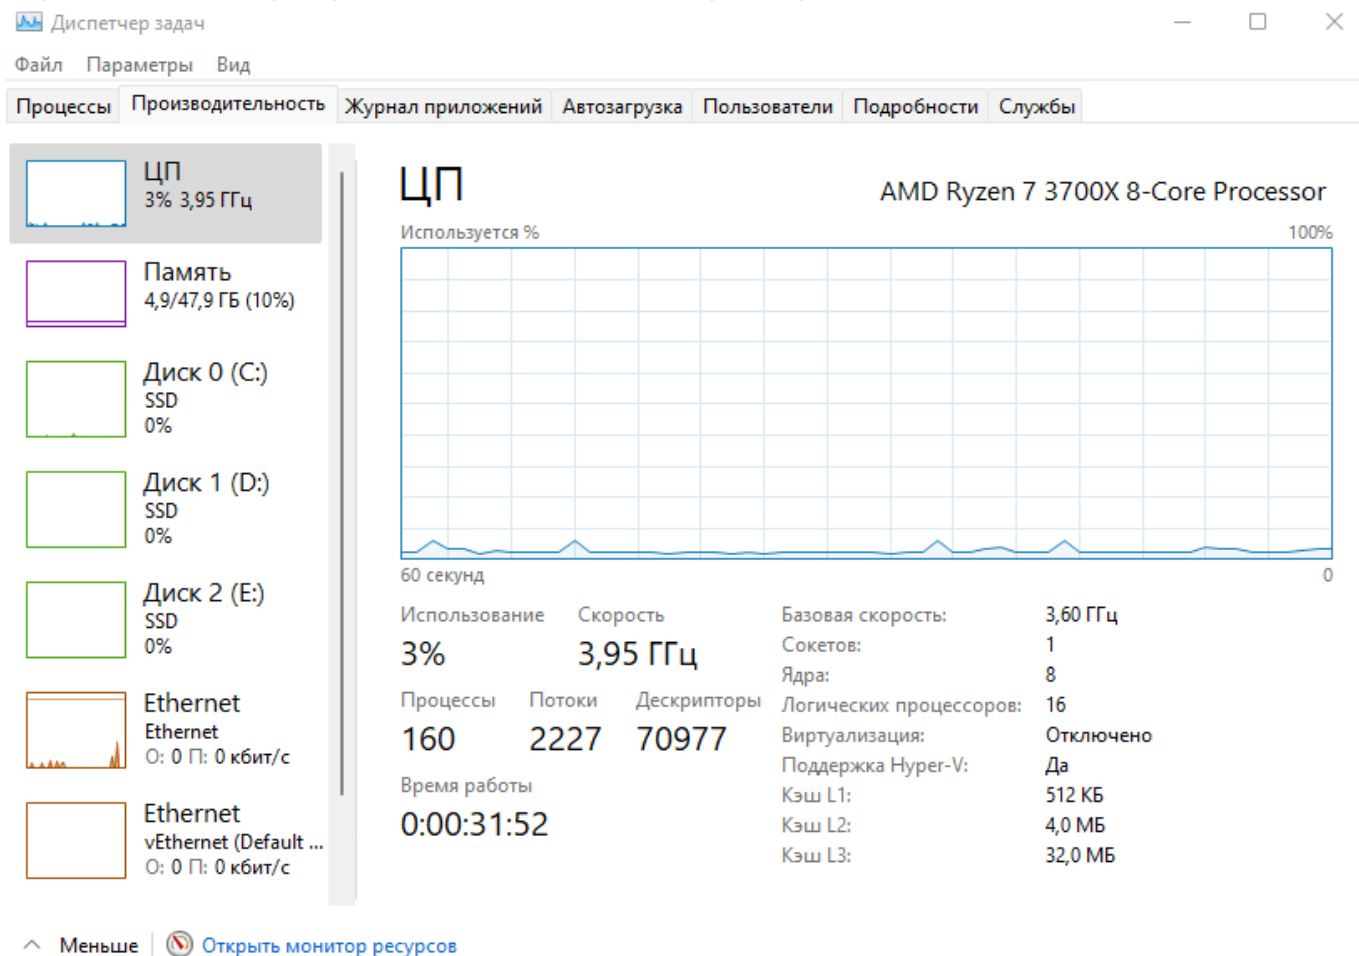 Диспетчер задач
Файл Параметры Вид
Процессы Производительность Журнал приложений Автозагрузка Пользователи Подробности Службы
ЦП
3% 3,95 ГГц
Память
4,9/47,9 ГБ (10%)
Диск 0 (C:)
SSD
0%
Диск 1 (D:)
SSD
0%
Диск 2 (E:)
SSD
0%
Ethernet
Ethernet
О: 0 П: 0 кбит/с
Ethernet
vEthernet (Default ...
О: 0 П: 0 кбит/с
ЦП AMD Ryzen 7 3700X 8-Core Processor
Используется % 100%
60 секунд 0
Использование Скорость
3% 3,95 ГГц
Процессы Потоки Дескрипторы
160 2227 70977
Время работы
0:00:31:52
Базовая скорость: 3,60 ГГц
Сокетов: 1
Ядра: 8
Логических процессоров: 16
Виртуализация: Отключено
Поддержка Hyper-V: Да
Кэш L1: 512 КБ
Кэш L2: 4,0 МБ
Кэш L3: 32,0 МБ
Меньше Открыть монитор ресурсов